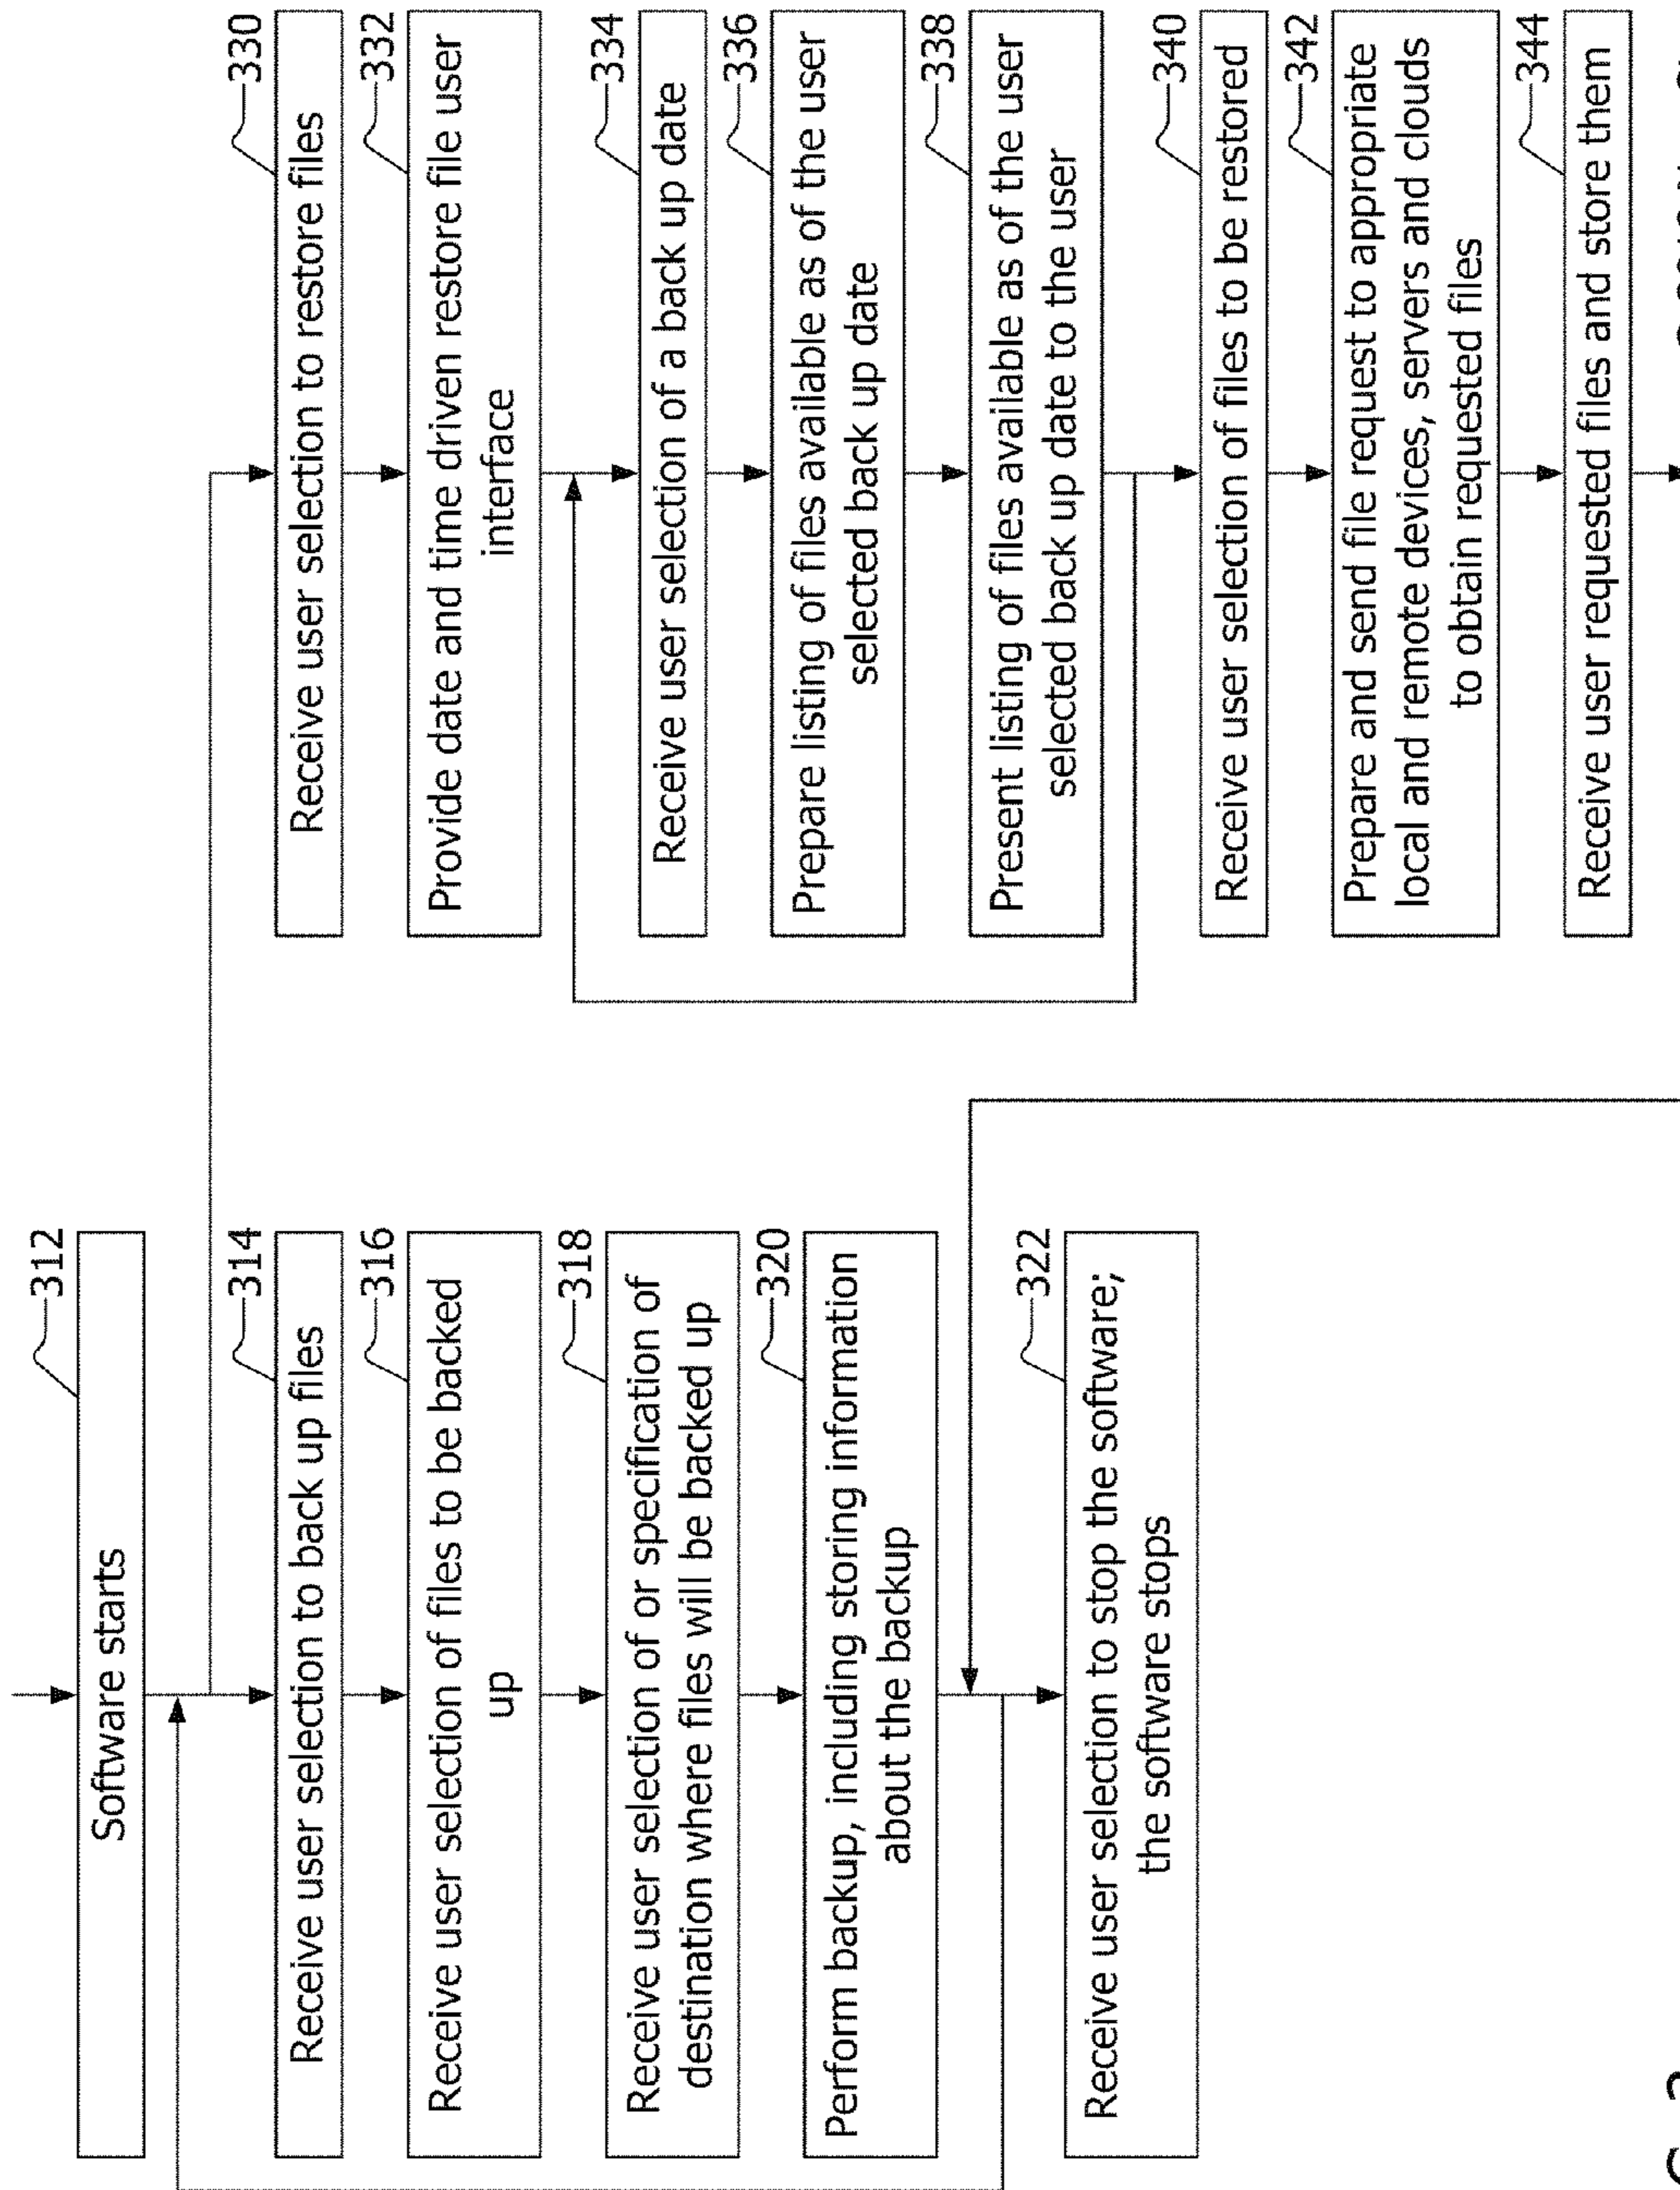 312
Software starts
314
Receive user selection to back up files
316
Receive user selection of files to be backed
up
318
Receive user selection of or specification of
destination where files will be backed up
320
Perform backup, including storing information
about the backup
322
Receive user selection to stop the software;
the software stops
330
Receive user selection to restore files
332
Provide date and time driven restore file user
interface
334
Receive user selection of a back up date
336
Prepare listing of files available as of the user
selected back up date
338
Present listing of files available as of the user
selected back up date to the user
340
Receive user selection of files to be restored
342
Prepare and send file request to appropriate
local and remote devices, servers and clouds
to obtain requested files
344
Receive user requested files and store them